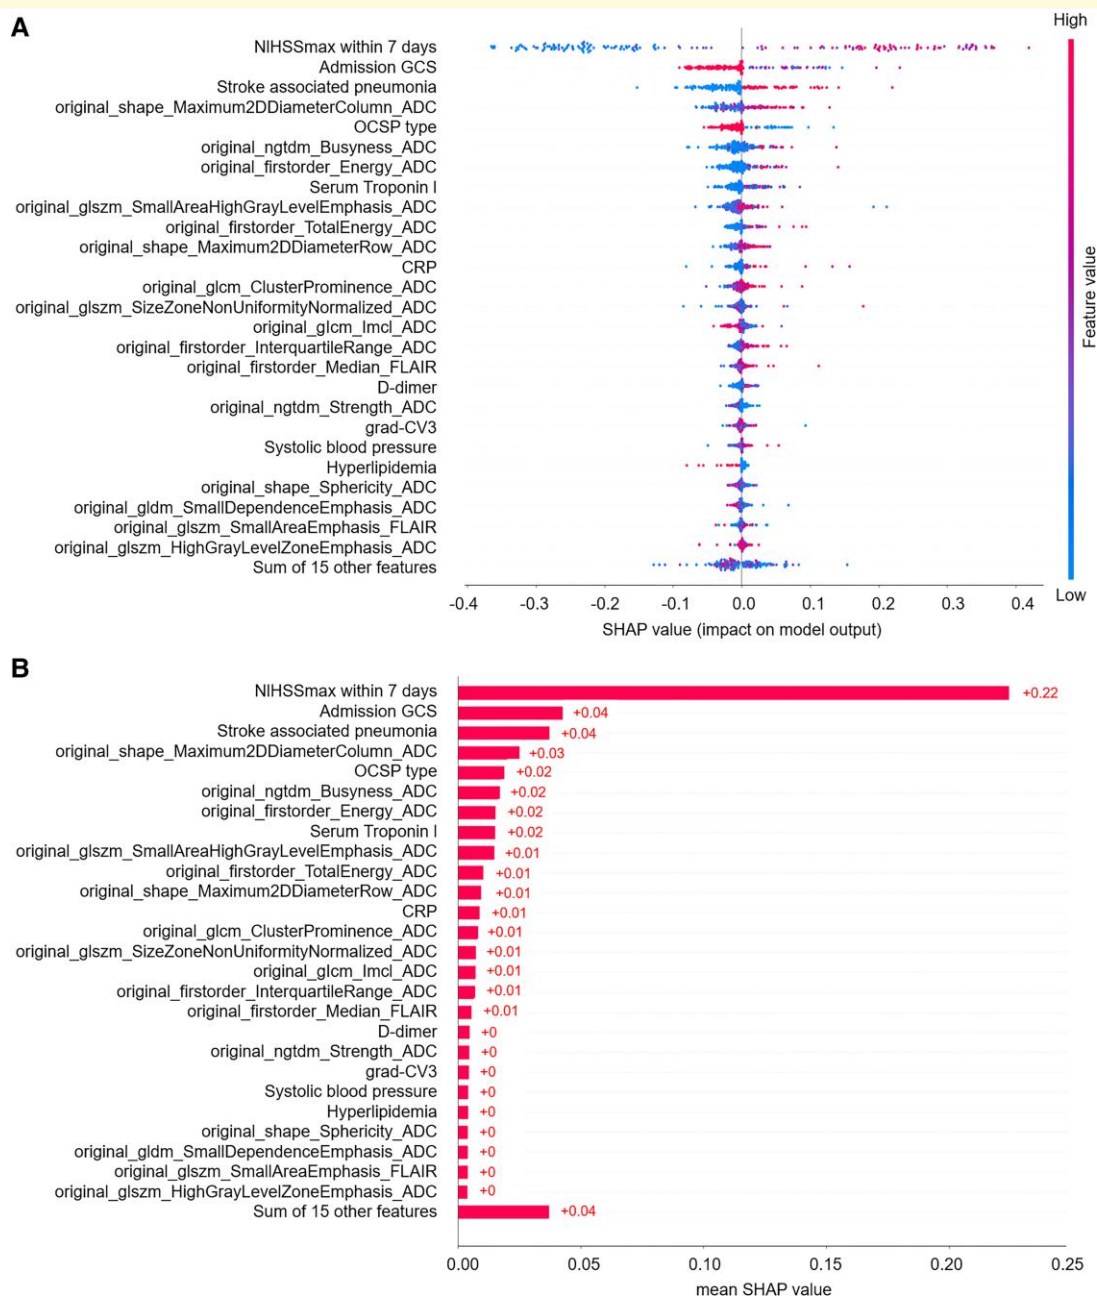 A
High
NIHSSmax within 7 days
Admission GCS
Stroke associated pneumonia
original_shape_Maximum2DDiameterColumn_ADC
OCSP type
original_ngtdm_Busyness_ADC
original_firstorder_Energy_ADC
Serum Troponin I
original_glszm_SmallAreaHighGrayLevelEmphasis_ADC
original_firstorder_TotalEnergy_ADC
original_shape_Maximum2DDiameterRow_ADC
CRP
original_glcm_ClusterProminence_ADC
original_glszm_SizeZoneNonUniformityNormalized_ADC
original_glcm_Imcl_ADC
original_firstorder_InterquartileRange_ADC
original_firstorder_Median_FLAIR
D-dimer
original_ngtdm_Strength_ADC
grad-CV3
Systolic blood pressure
Hyperlipidemia
original_shape_Sphericity_ADC
original_gldm_SmallDependenceEmphasis_ADC
original_glszm_SmallAreaEmphasis_FLAIR
original_glszm_HighGrayLevelZoneEmphasis_ADC
Sum of 15 other features
Feature value
Low
-0.4 -0.3 -0.2 -0.1 0.0 0.1 0.2 0.3 0.4
SHAP value (impact on model output)
B
NIHSSmax within 7 days +0.22
Admission GCS +0.04
Stroke associated pneumonia +0.04
original_shape_Maximum2DDiameterColumn_ADC +0.03
OCSP type +0.02
original_ngtdm_Busyness_ADC +0.02
original_firstorder_Energy_ADC +0.02
Serum Troponin I +0.02
original_glszm_SmallAreaHighGrayLevelEmphasis_ADC +0.01
original_firstorder_TotalEnergy_ADC +0.01
original_shape_Maximum2DDiameterRow_ADC +0.01
CRP +0.01
original_glcm_ClusterProminence_ADC +0.01
original_glszm_SizeZoneNonUniformityNormalized_ADC +0.01
original_glcm_Imcl_ADC +0.01
original_firstorder_InterquartileRange_ADC +0.01
original_firstorder_Median_FLAIR +0.01
D-dimer +0
original_ngtdm_Strength_ADC +0
grad-CV3 +0
Systolic blood pressure +0
Hyperlipidemia +0
original_shape_Sphericity_ADC +0
original_gldm_SmallDependenceEmphasis_ADC +0
original_glszm_SmallAreaEmphasis_FLAIR +0
original_glszm_HighGrayLevelZoneEmphasis_ADC +0
Sum of 15 other features +0.04
0.00 0.05 0.10 0.15 0.20 0.25
mean SHAP value